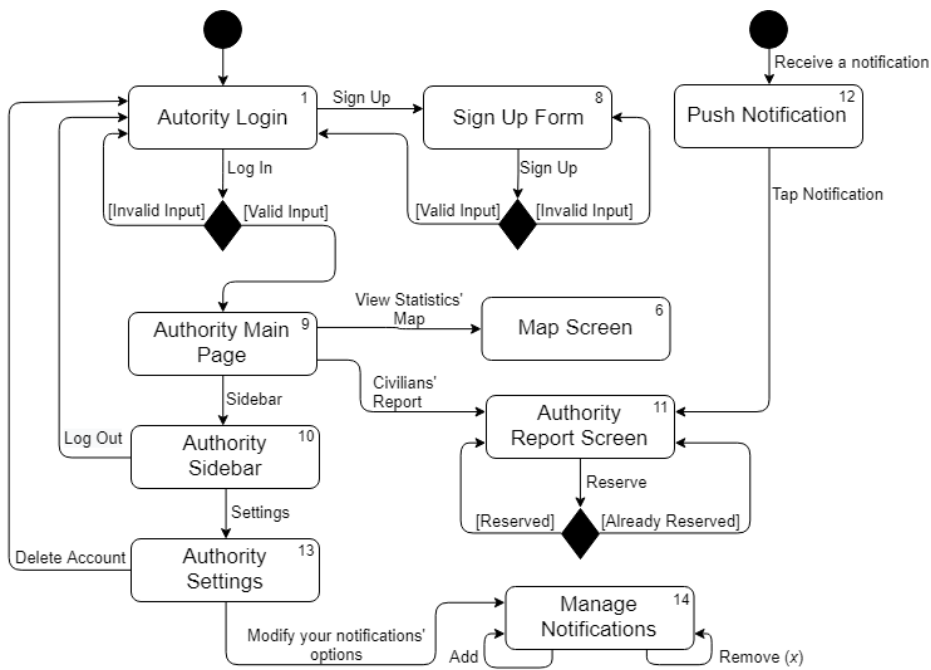 Receive a notification
1
Autority Login
Sign Up
8
Sign Up Form
12
Push Notification
Log In
Sign Up
Tap Notification
[Invalid Input]
[Valid Input]
[Valid Input]
[Invalid Input]
View Statistics'
Map
9
Authority Main
Page
6
Map Screen
Sidebar
Civilians'
Report
11
Authority
Report Screen
Log Out
10
Authority
Sidebar
Reserve
Settings
[Reserved]
[Already Reserved]
Delete Account
13
Authority
Settings
Modify your notifications'
options
14
Manage
Notifications
Add
Remove (x)